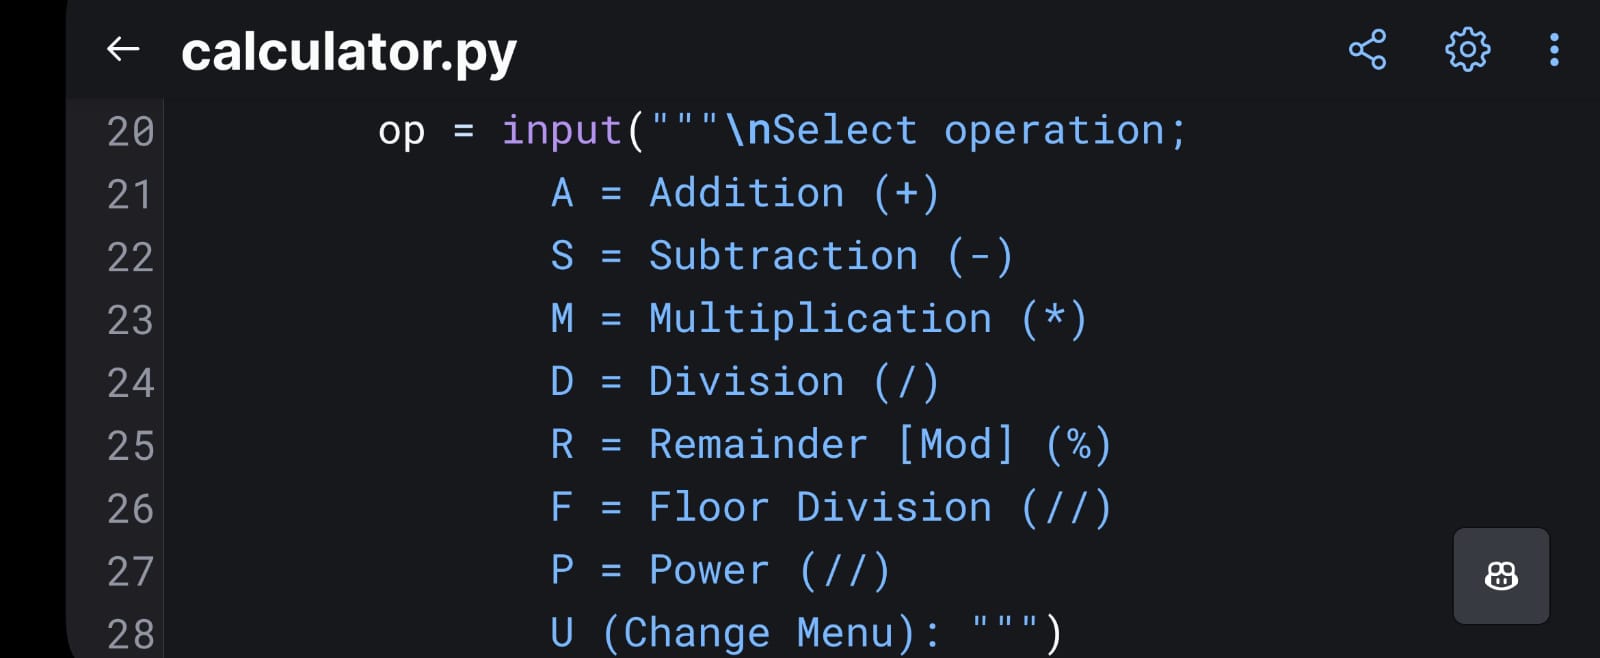 calculator.py
20 op = input("""\nSelect operation;
21 A = Addition (+)
22 S = Subtraction (-)
23 M = Multiplication (*)
24 D = Division (/)
25 R = Remainder [Mod] (%)
26 F = Floor Division (//)
27 P = Power (//)
28 U (Change Menu): """)